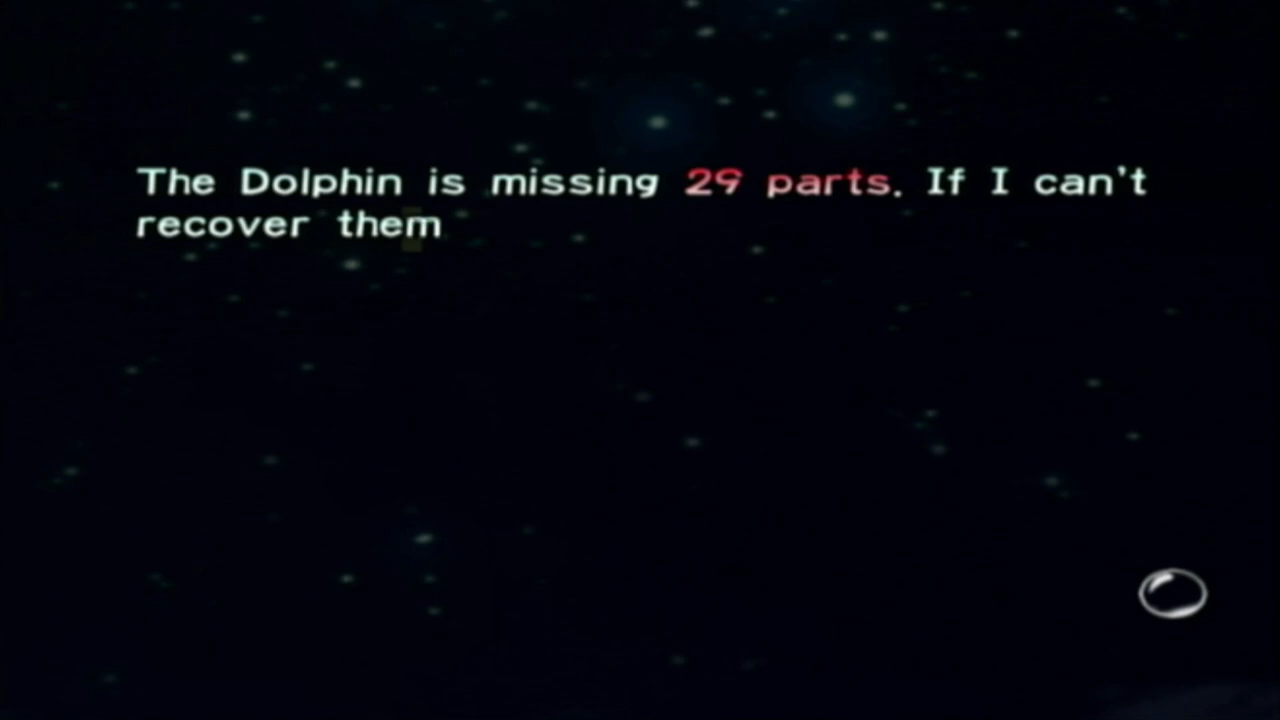 The Dolphin is missing 29 parts. If I can't
recover them